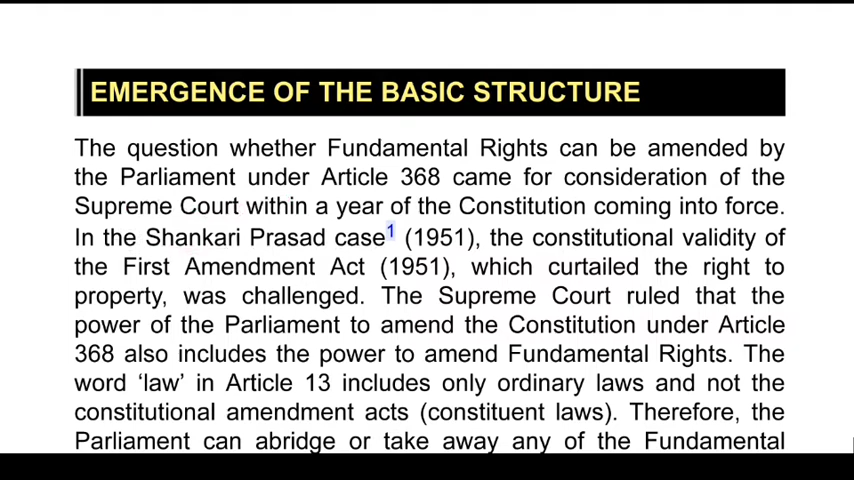 EMERGENCE OF THE BASIC STRUCTURE
The question whether Fundamental Rights can be amended by
the Parliament under Article 368 came for consideration of the
Supreme Court within a year of the Constitution coming into force.
In the Shankari Prasad case1 (1951), the constitutional validity of
the First Amendment Act (1951), which curtailed the right to
property, was challenged. The Supreme Court ruled that the
power of the Parliament to amend the Constitution under Article
368 also includes the power to amend Fundamental Rights. The
word ‘law’ in Article 13 includes only ordinary laws and not the
constitutional amendment acts (constituent laws). Therefore, the
Parliament can abridge or take away any of the Fundamental